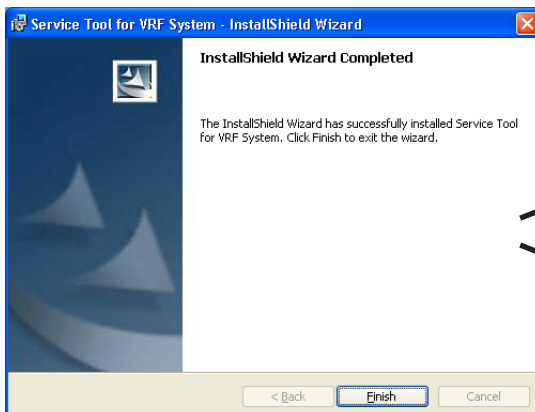 Service Tool for VRF System - InstallShield Wizard
InstallShield Wizard Completed
The InstallShield Wizard has successfully installed Service Tool
for VRF System. Click Finish to exit the wizard.
< Back
Finish
Cancel